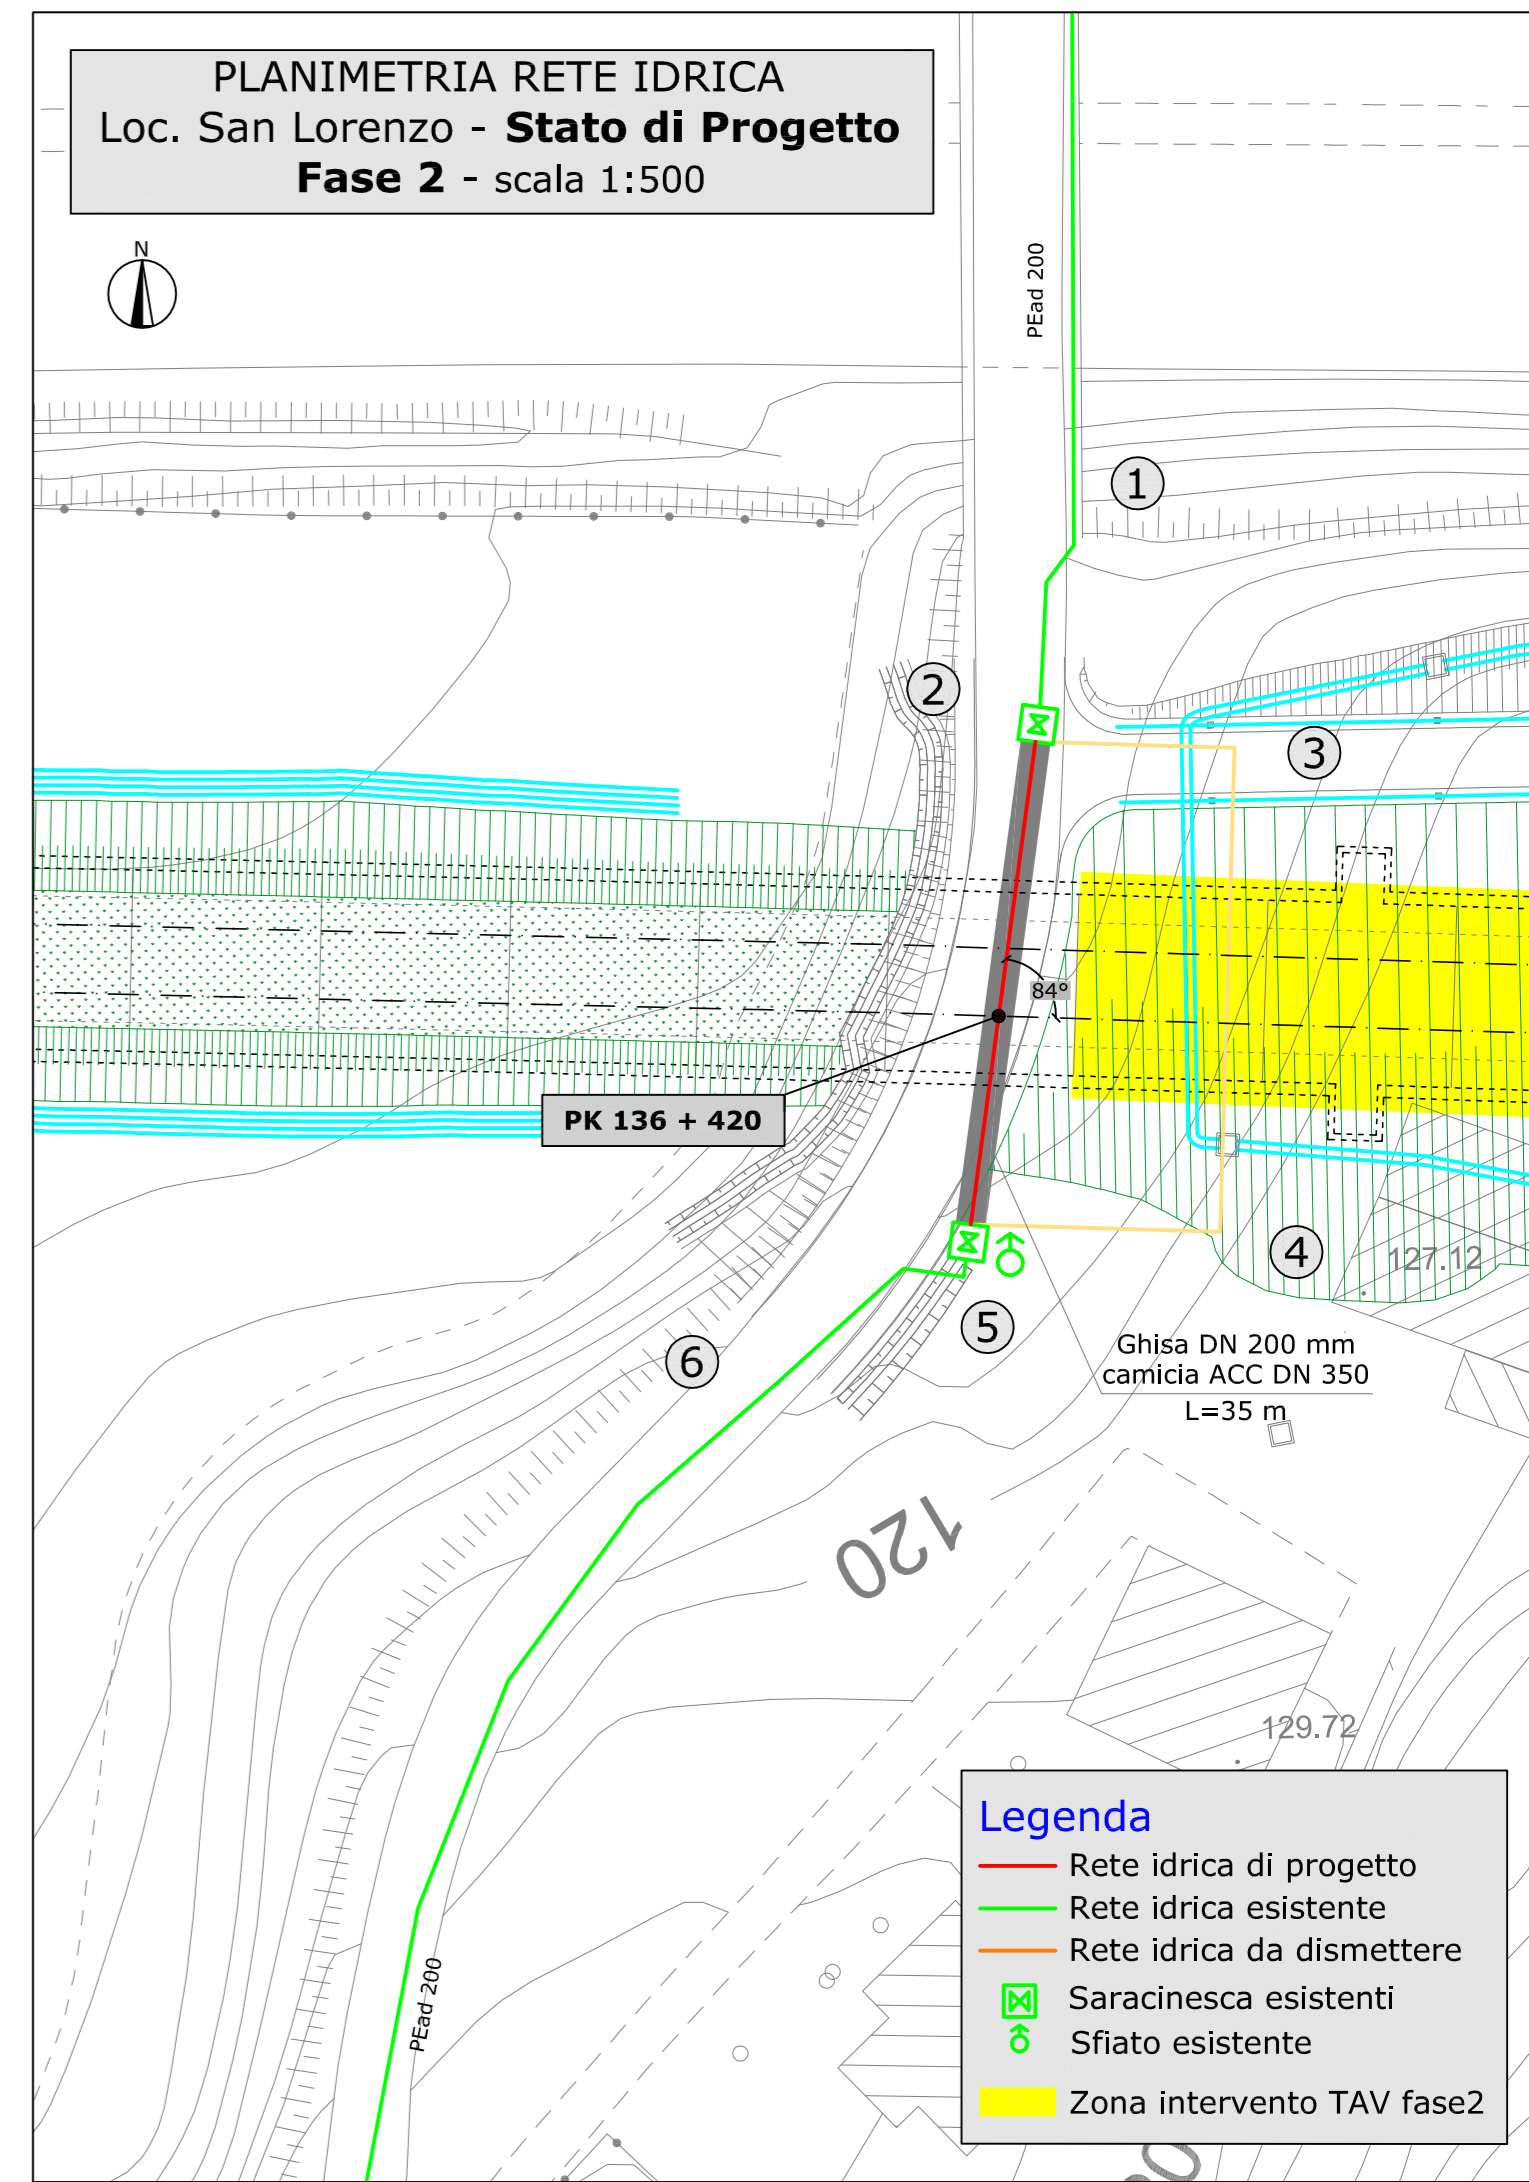 PLANIMETRIA RETE IDRICA
Loc. San Lorenzo - Stato di Progetto
Fase 2 - scala 1:500
N
PEad 200
1
2
3
84°
PK 136 + 420
4
127.12
5
6
Ghisa DN 200 mm
camicia ACC DN 350
L=35 m
120
129.72
PEad 200
Legenda
Rete idrica di progetto
Rete idrica esistente
Rete idrica da dismettere
Saracinesca esistenti
Sfiato esistente
Zona intervento TAV fase2